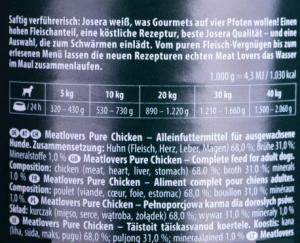 Saftig verführerisch: Josera weiß, was Gourmets auf vier Pfoten wollen! Einen
hohen Fleischanteil, eine köstliche Rezeptur, beste Josera Qualität – und eine
Auswahl, die zum Schwärmen einlädt. Vom puren Fleisch-Vergnügen bis zum
erlesenen Menü lassen die neuen Rezepturen echten Meat Lovers das Wasser
im Maul zusammenlaufen.
1.000 g = 4,3 MJ / 1.030 kcal
5 kg 10 kg 20 kg 30 kg 40 kg
/ 24 h 320 – 430 g 530 – 730 g 890 – 1.220 g 1.210 – 1.660 g 1.500 – 2.060 g
Meatlovers Pure Chicken – Alleinfuttermittel für ausgewachsene
Hunde. Zusammensetzung: Huhn (Fleisch, Herz, Leber, Magen) 68,0 %; Brühe 31,0 %;
Mineralstoffe 1,0 % Meatlovers Pure Chicken – Complete feed for adult dogs.
Composition: chicken (meat, heart, liver, stomach) 68.0 %; broth 31.0 % minerals
1.0 % Meatlovers Pure Chicken – Aliment complet pour chiens adultes.
Composition: poulet (viande, cœur, foie, estomac) 68,0 %; bouillon 31,0 % minéraux
1,0 % Meatlovers Pure Chicken – Pełnoporcjowa karma dla dorosłych psów.
Skład: kurczak (mięso, serce, wątroba, żołądek) 68,0 %; wywar 31,0 %; minerały 1,0 %
Meatlovers Pure Chicken – Täistoit täiskasvanud koertele. Koostis: kana
(liha, süda, maks, pugu) 68,0 %; puljong 31,0 %; mineraalained 1,0 %